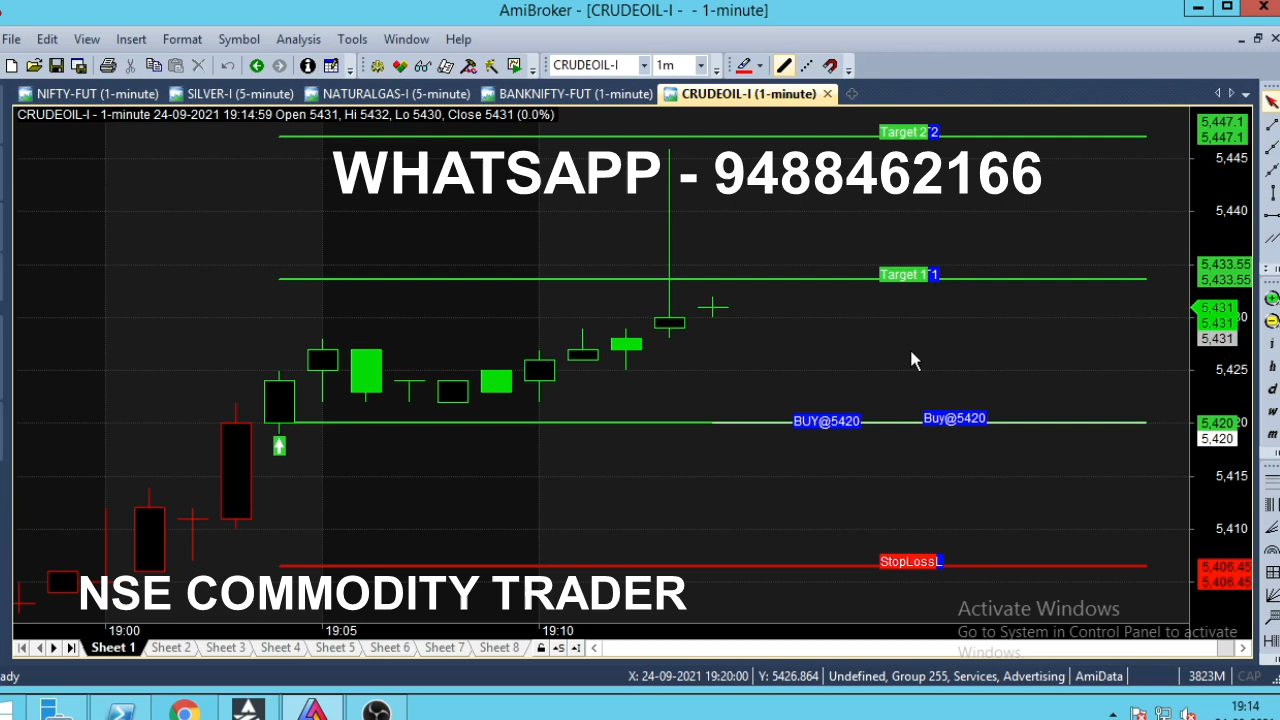 AmiBroker - [CRUDEOIL-I - - 1-minute]
File Edit View Insert Format Symbol Analysis Tools Window Help
CRUDEOIL-I 1m
NIFTY-FUT (1-minute) SILVER-I (5-minute) NATURALGAS-I (5-minute) BANKNIFTY-FUT (1-minute) CRUDEOIL-I (1-minute)
CRUDEOIL-I - 1-minute 24-09-2021 19:14:59 Open 5431, Hi 5432, Lo 5430, Close 5431 (0.0%)
5,447.1
Target 2 T2
5,447.1
5,445
WHATSAPP - 9488462166
5,440
5,433.55
Target 1 T1
5,433.55
5,431
5,431
5,431
5,425
BUY@5420 Buy@5420
5,420
5,420
5,415
5,410
StopLoss
5,406.45
5,406.45
NSE COMMODITY TRADER
Activate Windows
Go to System in Control Panel to activate
Windows.
19:00 19:05 19:10
Sheet 1 Sheet 2 Sheet 3 Sheet 4 Sheet 5 Sheet 6 Sheet 7 Sheet 8
ady X: 24-09-2021 19:20:00 Y: 5426.864 Undefined, Group 255, Services, Advertising AmiData 3823M CAP
19:14